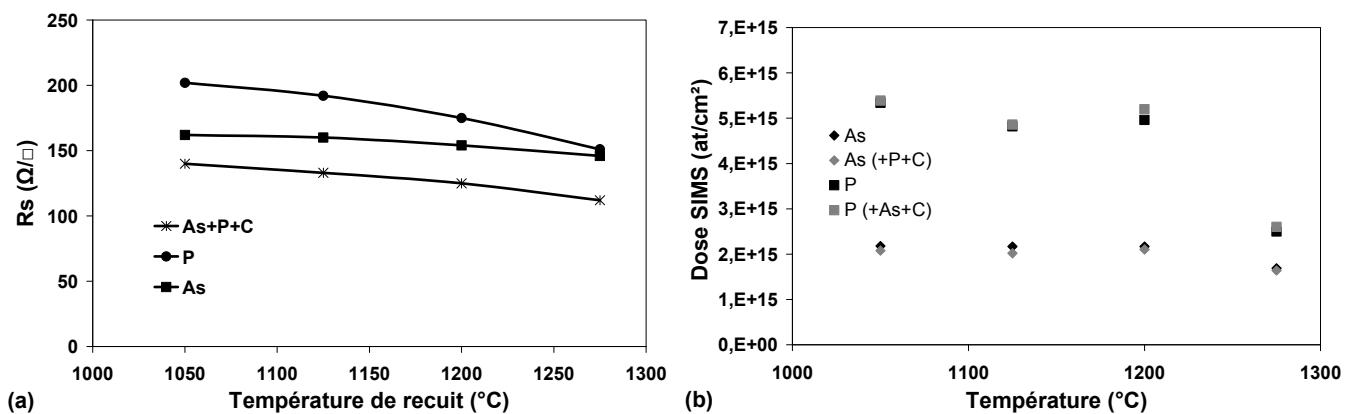 250
200
150
100
50
0
Rs (Ω/□)
As+P+C
P
As
1000 1050 1100 1150 1200 1250 1300
Température de recuit (°C)
(a)
7,E+15
6,E+15
5,E+15
4,E+15
3,E+15
2,E+15
1,E+15
0,E+00
Dose SIMS (at/cm²)
As
As (+P+C)
P
P (+As+C)
1000 1100 1200 1300
Température (°C)
(b)